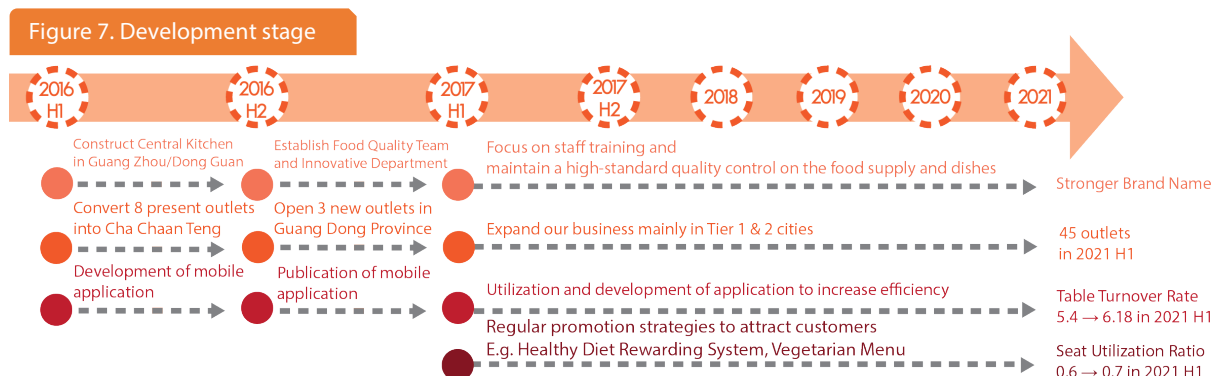 Figure 7. Development stage
2016
H1
2016
H2
2017
H1
2017
H2
2018
2019
2020
2021
Construct Central Kitchen
in Guang Zhou/Dong Guan
Establish Food Quality Team
and Innovative Department
Focus on staff training and
maintain a high-standard quality control on the food supply and dishes
Stronger Brand Name
Convert 8 present outlets
into Cha Chaan Teng
Open 3 new outlets in
Guang Dong Province
Expand our business mainly in Tier 1 & 2 cities
45 outlets
in 2021 H1
Development of mobile
application
Publication of mobile
application
Utilization and development of application to increase efficiency
Table Turnover Rate
5.4 → 6.18 in 2021 H1
Regular promotion strategies to attract customers
E.g. Healthy Diet Rewarding System, Vegetarian Menu
Seat Utilization Ratio
0.6 → 0.7 in 2021 H1